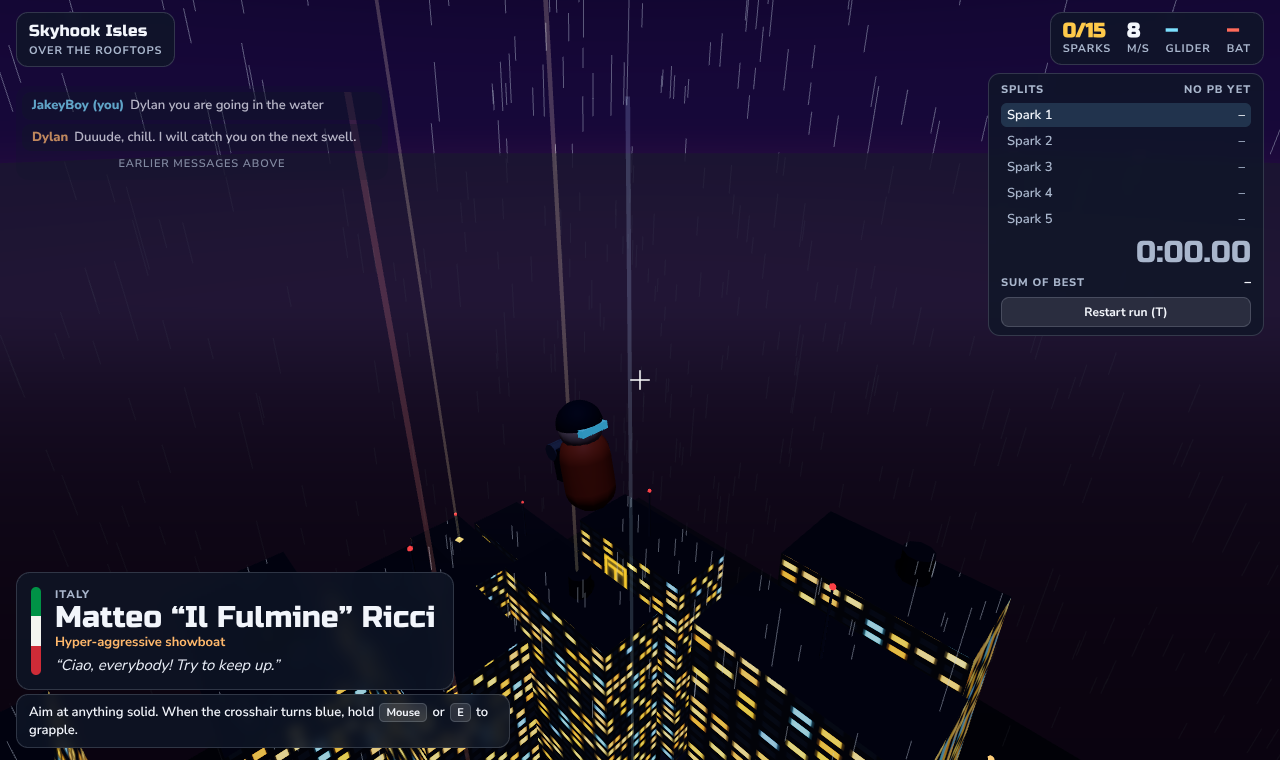 Skyhook Isles
OVER THE ROOFTOPS
0/15 SPARKS
8 M/S
– GLIDER
– BAT
JakeyBoy (you) Dylan you are going in the water
Dylan Duuude, chill. I will catch you on the next swell.
EARLIER MESSAGES ABOVE
SPLITS NO PB YET
Spark 1 –
Spark 2 –
Spark 3 –
Spark 4 –
Spark 5 –
0:00.00
SUM OF BEST –
Restart run (T)
ITALY
Matteo “Il Fulmine” Ricci
Hyper-aggressive showboat
“Ciao, everybody! Try to keep up.”
Aim at anything solid. When the crosshair turns blue, hold Mouse or E to
grapple.